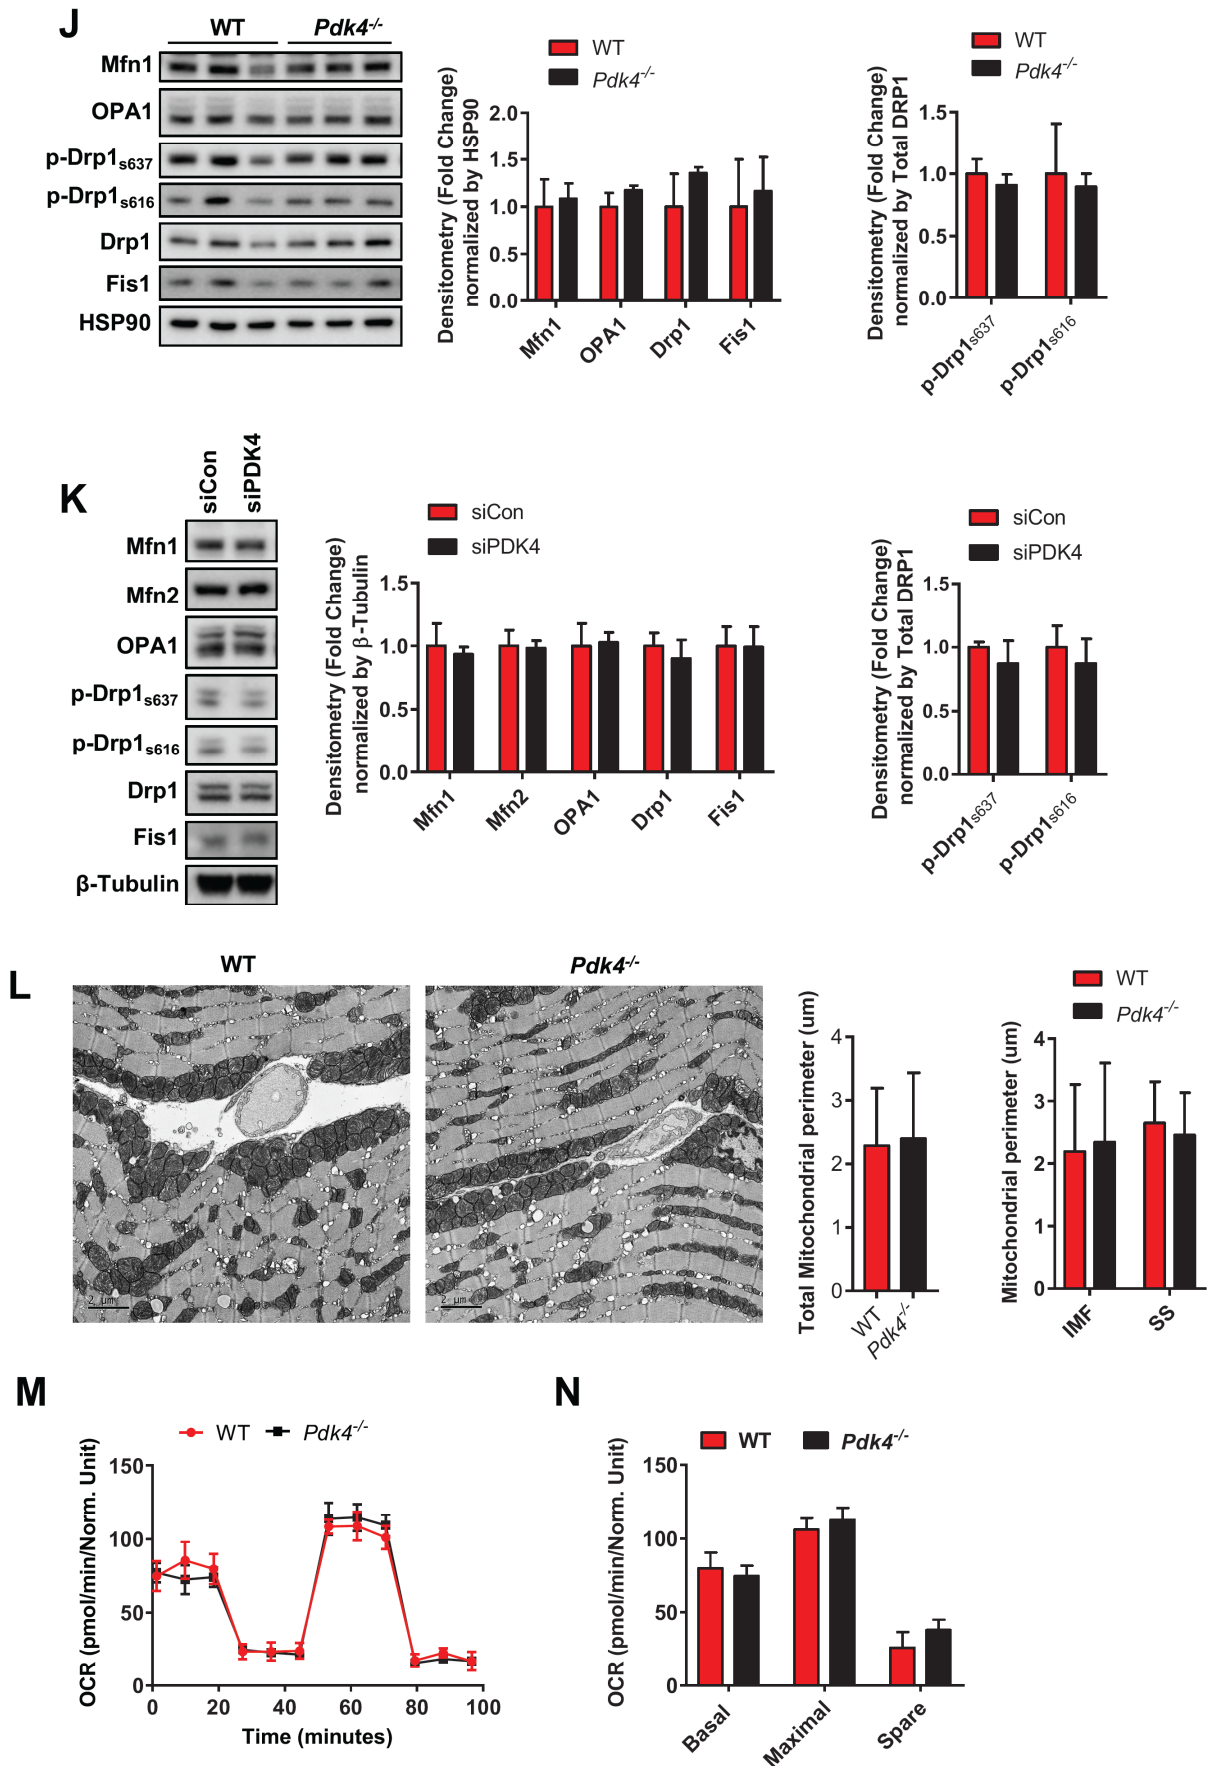 J
WT Pdk4-/-
Mfn1
OPA1
p-Drp1s637
p-Drp1s616
Drp1
Fis1
HSP90
WT
Pdk4-/-
Densitometry (Fold Change)
normalized by HSP90
2.0
1.5
1.0
0.5
0.0
Mfn1 OPA1 Drp1 Fis1
WT
Pdk4-/-
Densitometry (Fold Change)
normalized by Total DRP1
1.5
1.0
0.5
0.0
p-Drp1s637 p-Drp1s616
K
siCon siPDK4
Mfn1
Mfn2
OPA1
p-Drp1s637
p-Drp1s616
Drp1
Fis1
β-Tubulin
siCon
siPDK4
Densitometry (Fold Change)
normalized by β-Tubulin
1.5
1.0
0.5
0.0
Mfn1 Mfn2 OPA1 Drp1 Fis1
siCon
siPDK4
Densitometry (Fold Change)
normalized by Total DRP1
1.5
1.0
0.5
0.0
p-Drp1s637 p-Drp1s616
L
WT Pdk4-/-
2 μm
2 μm
Total Mitochondrial perimeter (um)
4
3
2
1
0
WT Pdk4-/-
WT
Pdk4-/-
Mitochondrial perimeter (um)
4
3
2
1
0
IMF SS
M
WT Pdk4-/-
OCR (pmol/min/Norm. Unit)
150
100
50
0
0 20 40 60 80 100
Time (minutes)
N
WT Pdk4-/-
OCR (pmol/min/Norm. Unit)
150
100
50
0
Basal Maximal Spare